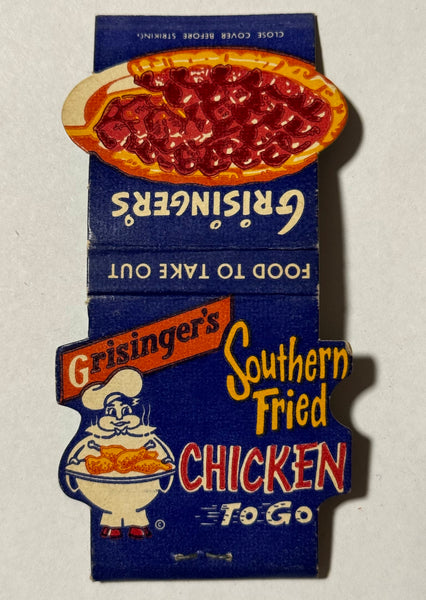 CLOSE COVER BEFORE STRIKING.
GRiSiNGER'S
FOOD TO TAKE OUT
Grisinger's
Southern
Fried
CHICKEN
To Go
©